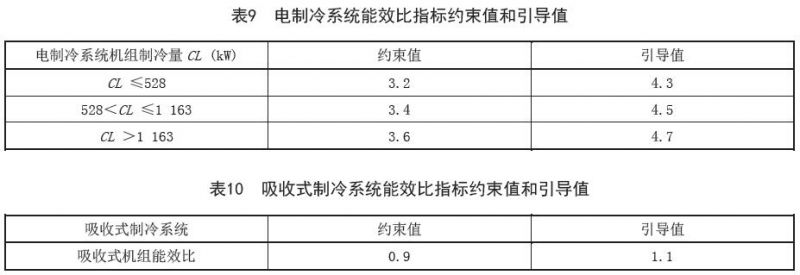 表9 电制冷系统能效比指标约束值和引导值
电制冷系统机组制冷量 CL (kW) 约束值 引导值
CL ≤528 3.2 4.3
528＜CL ≤1 163 3.4 4.5
CL ＞1 163 3.6 4.7
表10 吸收式制冷系统能效比指标约束值和引导值
吸收式制冷系统 约束值 引导值
吸收式机组能效比 0.9 1.1